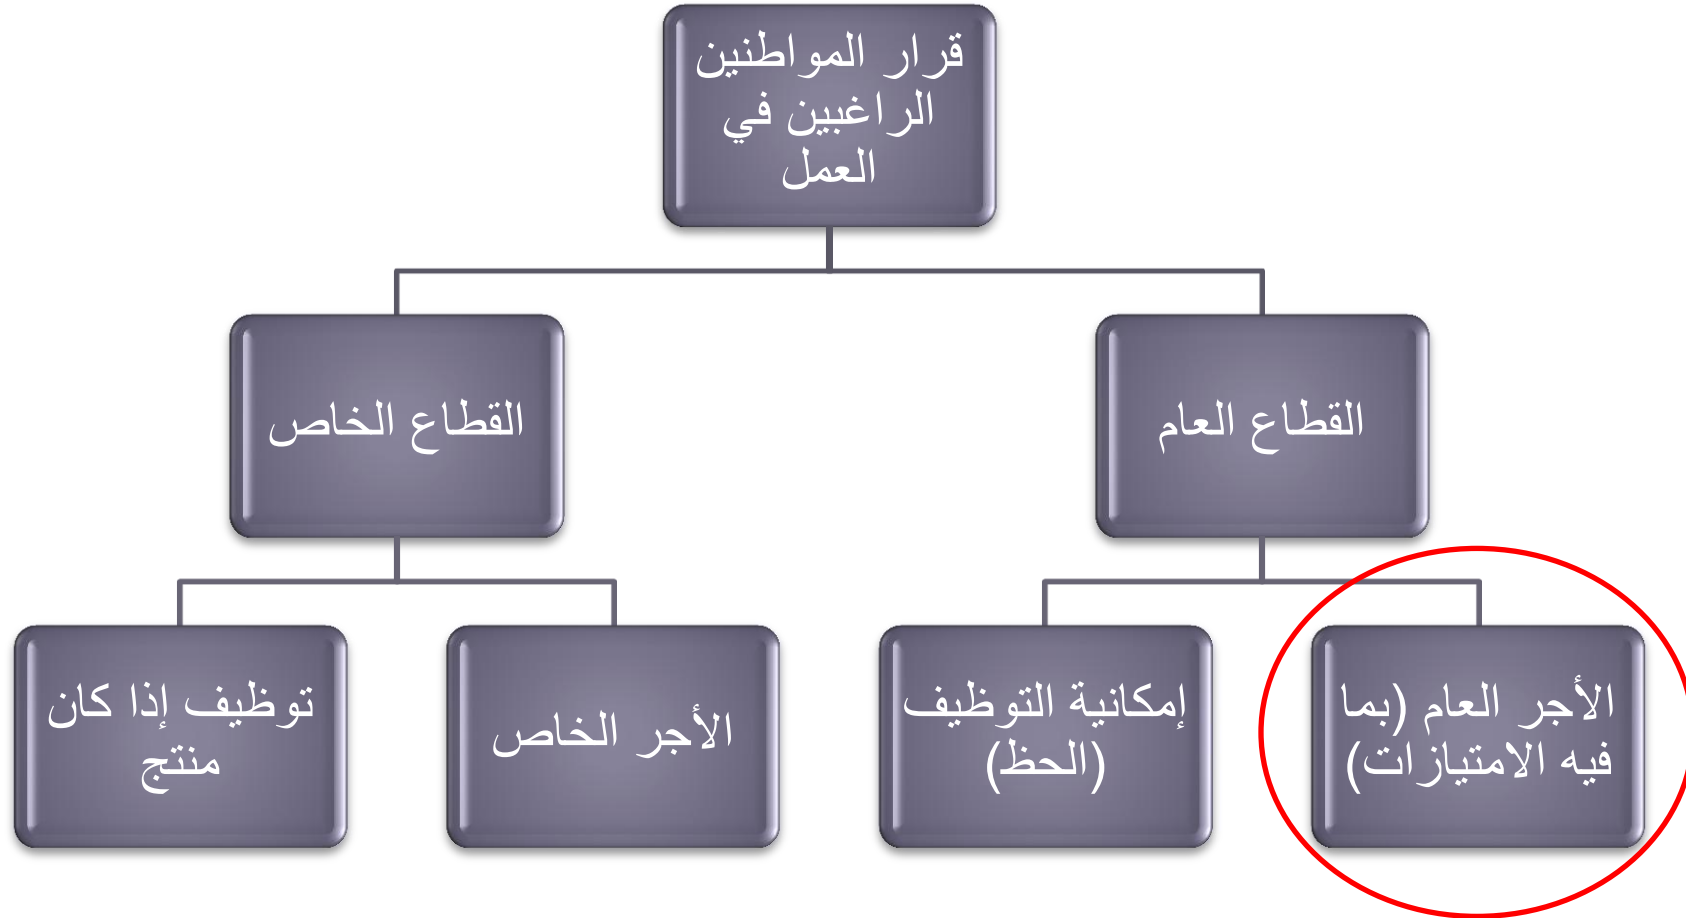 قرار المواطنين
الراغبين في
العمل
القطاع العام
القطاع الخاص
الأجر العام (بما
فيه الامتيازات)
إمكانية التوظيف
(الحظ)
الأجر الخاص
توظيف إذا كان
منتج